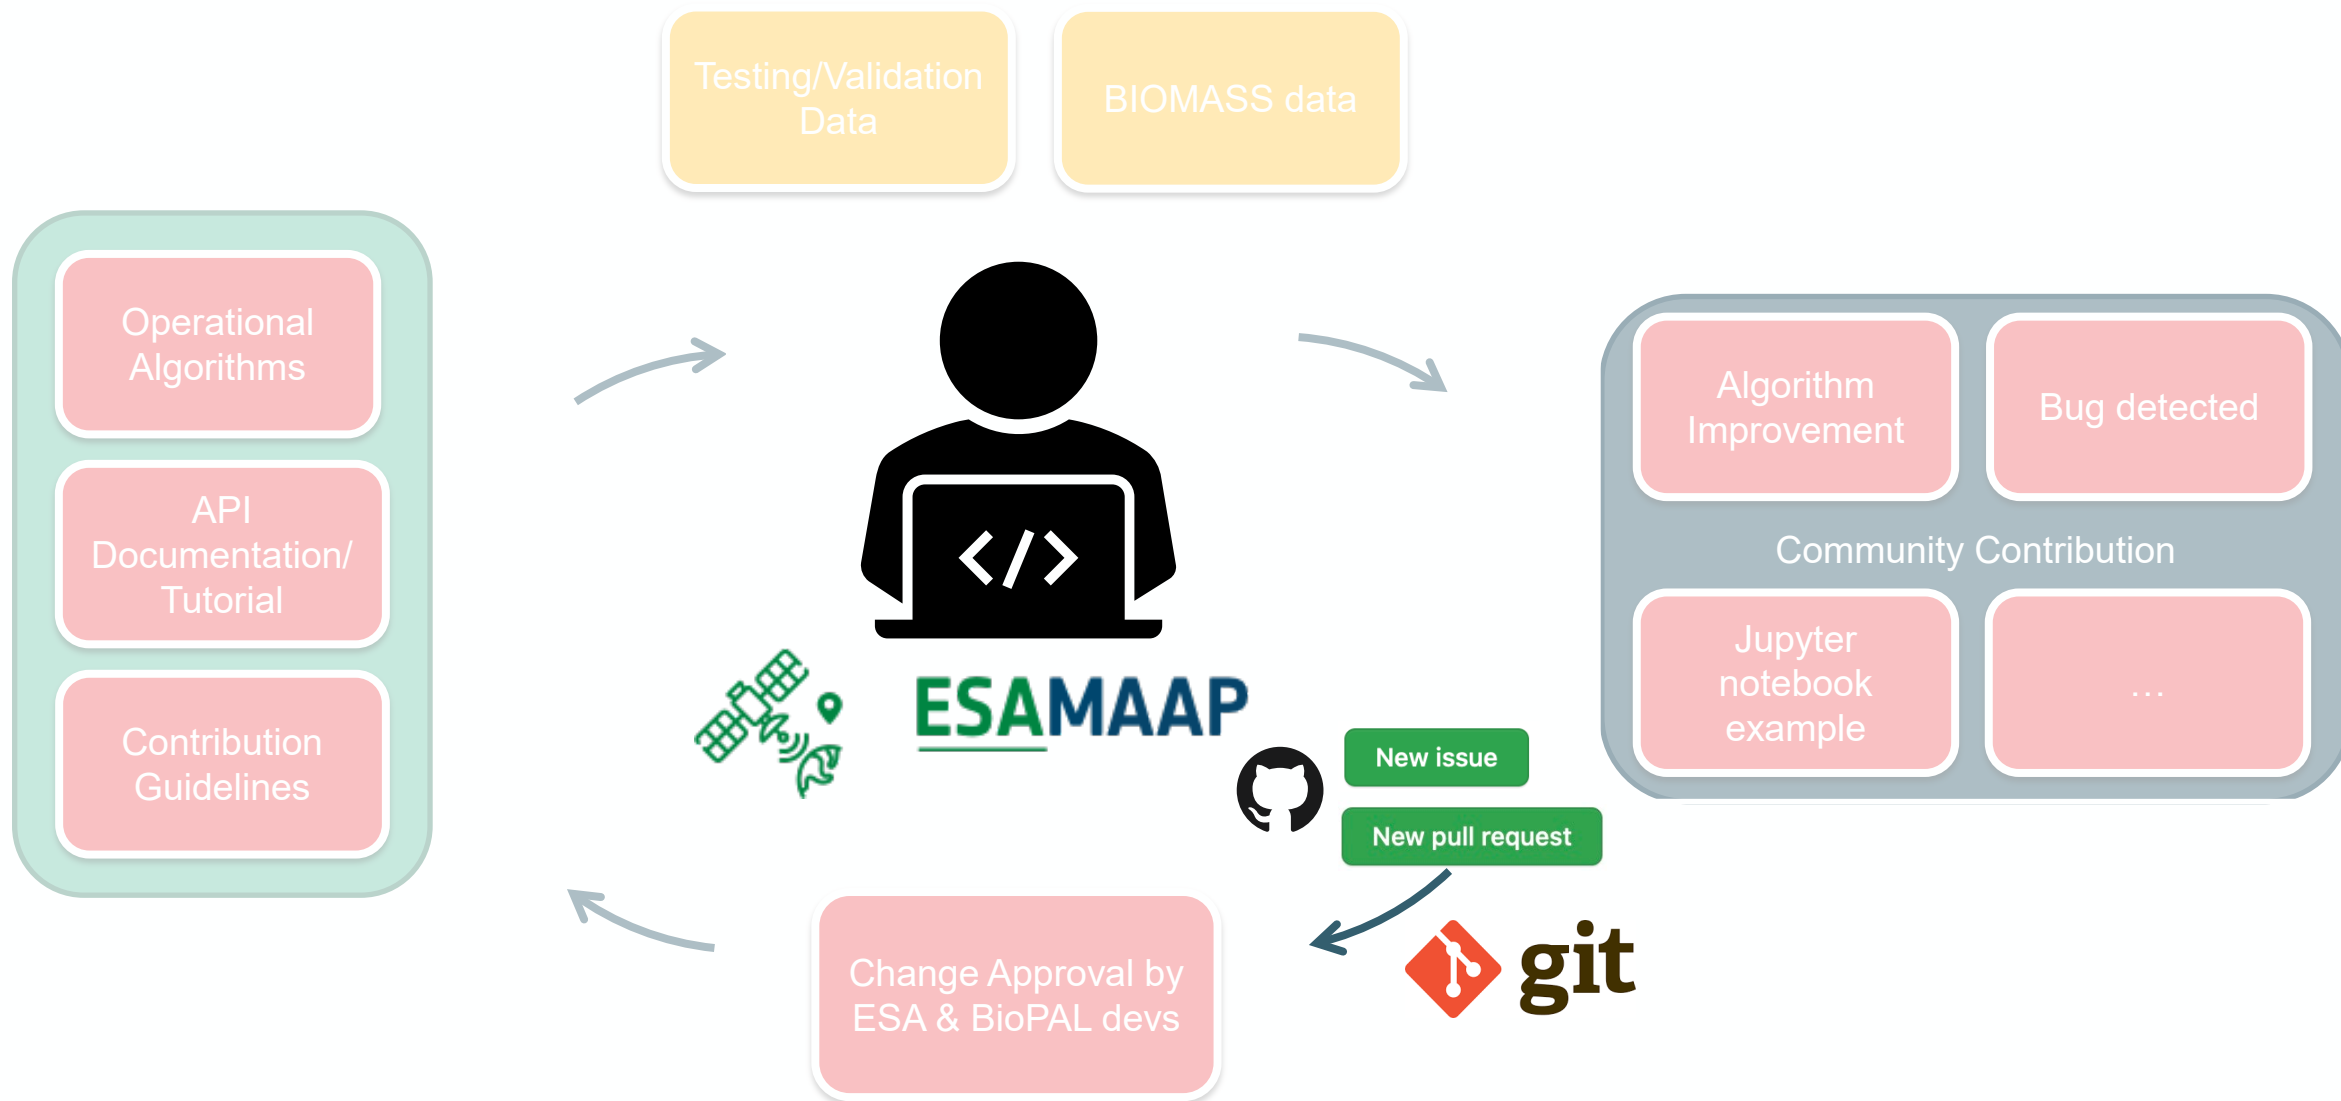 Testing/Validation
Data
BIOMASS data
Operational
Algorithms
API
Documentation/
Tutorial
Contribution
Guidelines
</>
ESAMAAP
New issue
New pull request
Algorithm
Improvement
Bug detected
Community Contribution
Jupyter
notebook
example
...
Change Approval by
ESA & BioPAL devs
git